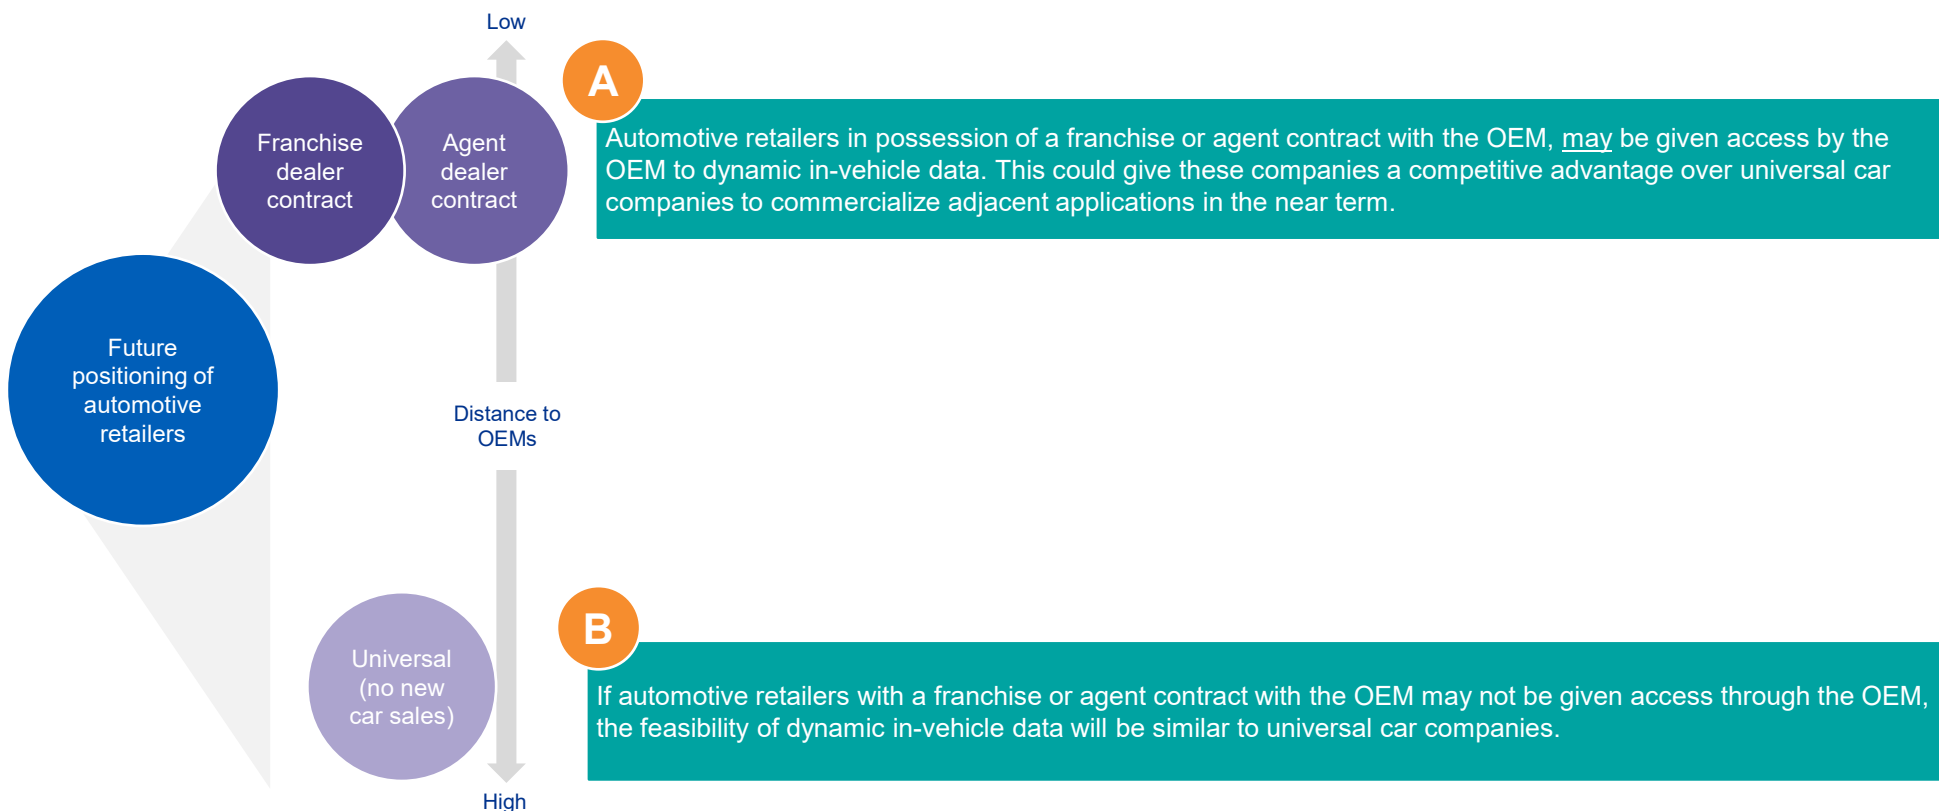 Low
A
Franchise
dealer
contract
Agent
dealer
contract
Automotive retailers in possession of a franchise or agent contract with the OEM, may be given access by the
OEM to dynamic in-vehicle data. This could give these companies a competitive advantage over universal car
companies to commercialize adjacent applications in the near term.
Future
positioning of
automotive
retailers
Distance to
OEMs
B
Universal
(no new
car sales)
If automotive retailers with a franchise or agent contract with the OEM may not be given access through the OEM,
the feasibility of dynamic in-vehicle data will be similar to universal car companies.
High